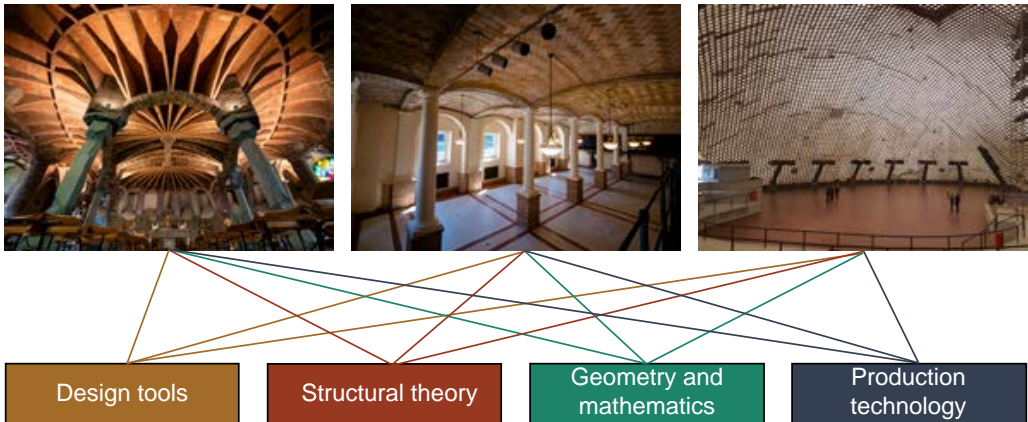 Design tools
Structural theory
Geometry and
mathematics
Production
technology